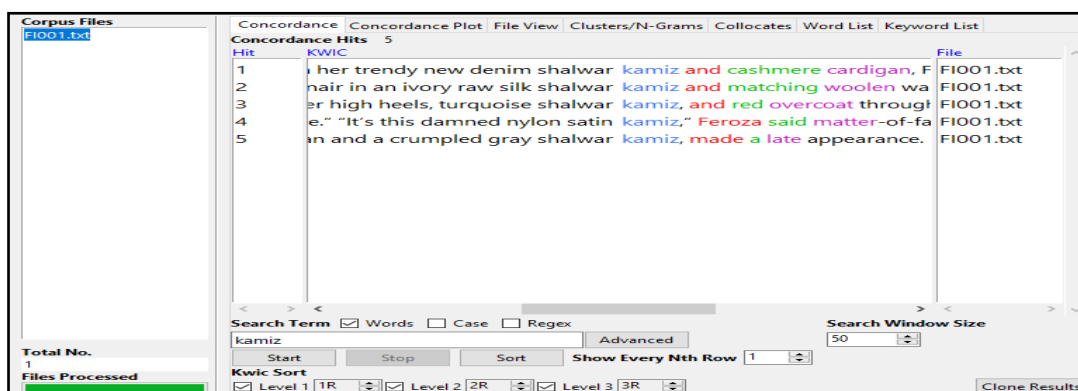 Corpus Files
FI001.txt
Total No.
1
Files Processed
Concordance Concordance Plot File View Clusters/N-Grams Collocates Word List Keyword List
Concordance Hits 5
Hit KWIC File
1 her trendy new denim shalwar kamiz and cashmere cardigan, F FI001.txt
2 in an ivory raw silk shalwar kamiz and matching woolen wa FI001.txt
3 er high heels, turquoise shalwar kamiz, and red overcoat through FI001.txt
4 e.” “It’s this damned nylon satin kamiz,” Feroza said matter-of-fa FI001.txt
5 an and a crumpled gray shalwar kamiz, made a late appearance. FI001.txt
Search Term Words Case Regex Search Window Size
kamiz Advanced 50
Start Stop Sort Show Every Nth Row 1
Kwic Sort
Level 1 1R Level 2 2R Level 3 3R Clone Results